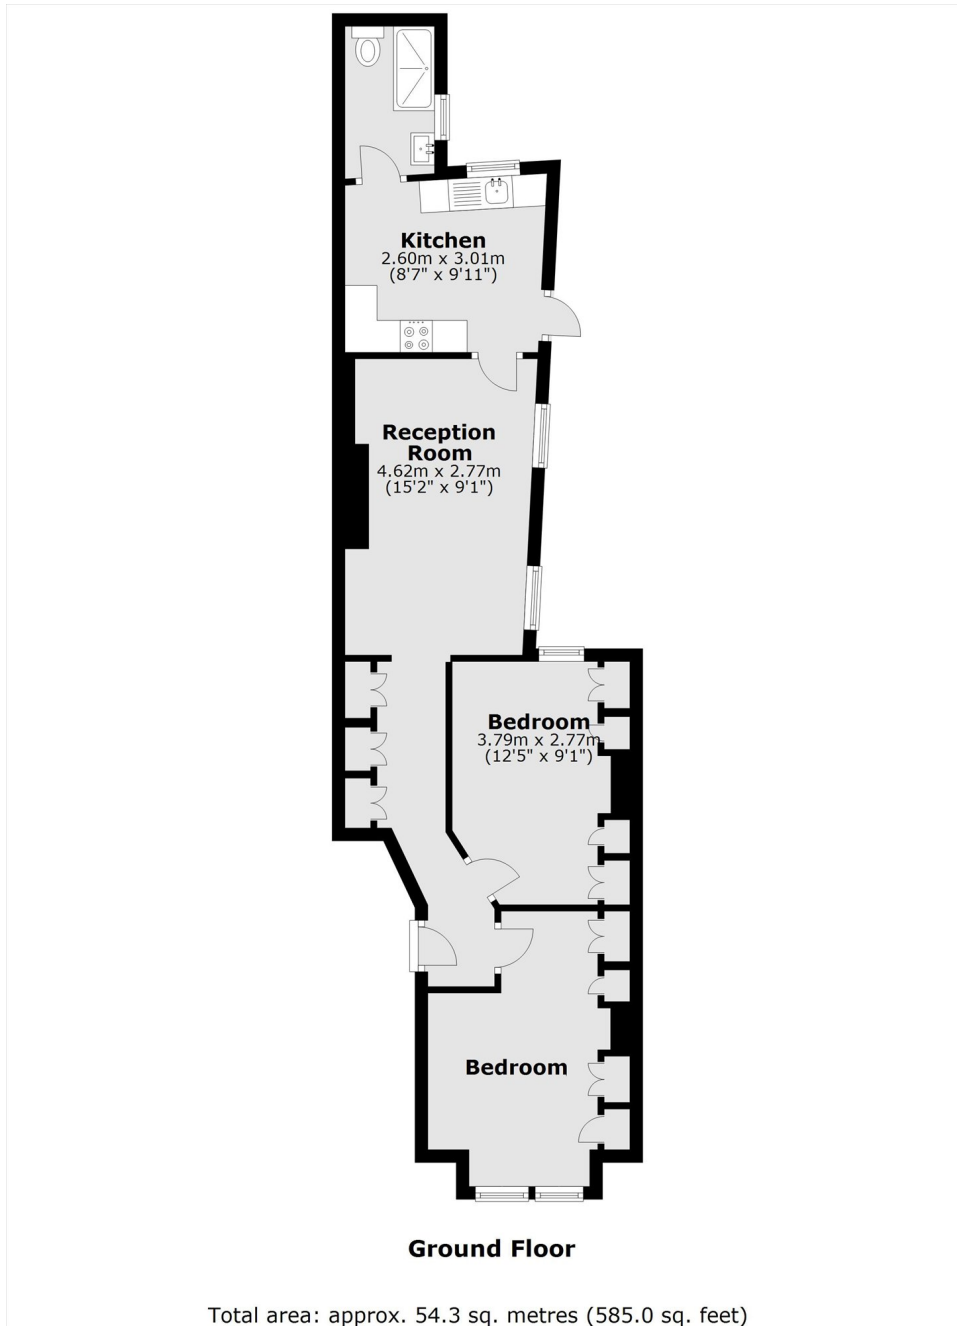 Kitchen
2.60m x 3.01m
(8'7" x 9'11")
Reception
Room
4.62m x 2.77m
(15'2" x 9'1")
Bedroom
3.79m x 2.77m
(12'5" x 9'1")
Bedroom
Ground Floor
Total area: approx. 54.3 sq. metres (585.0 sq. feet)